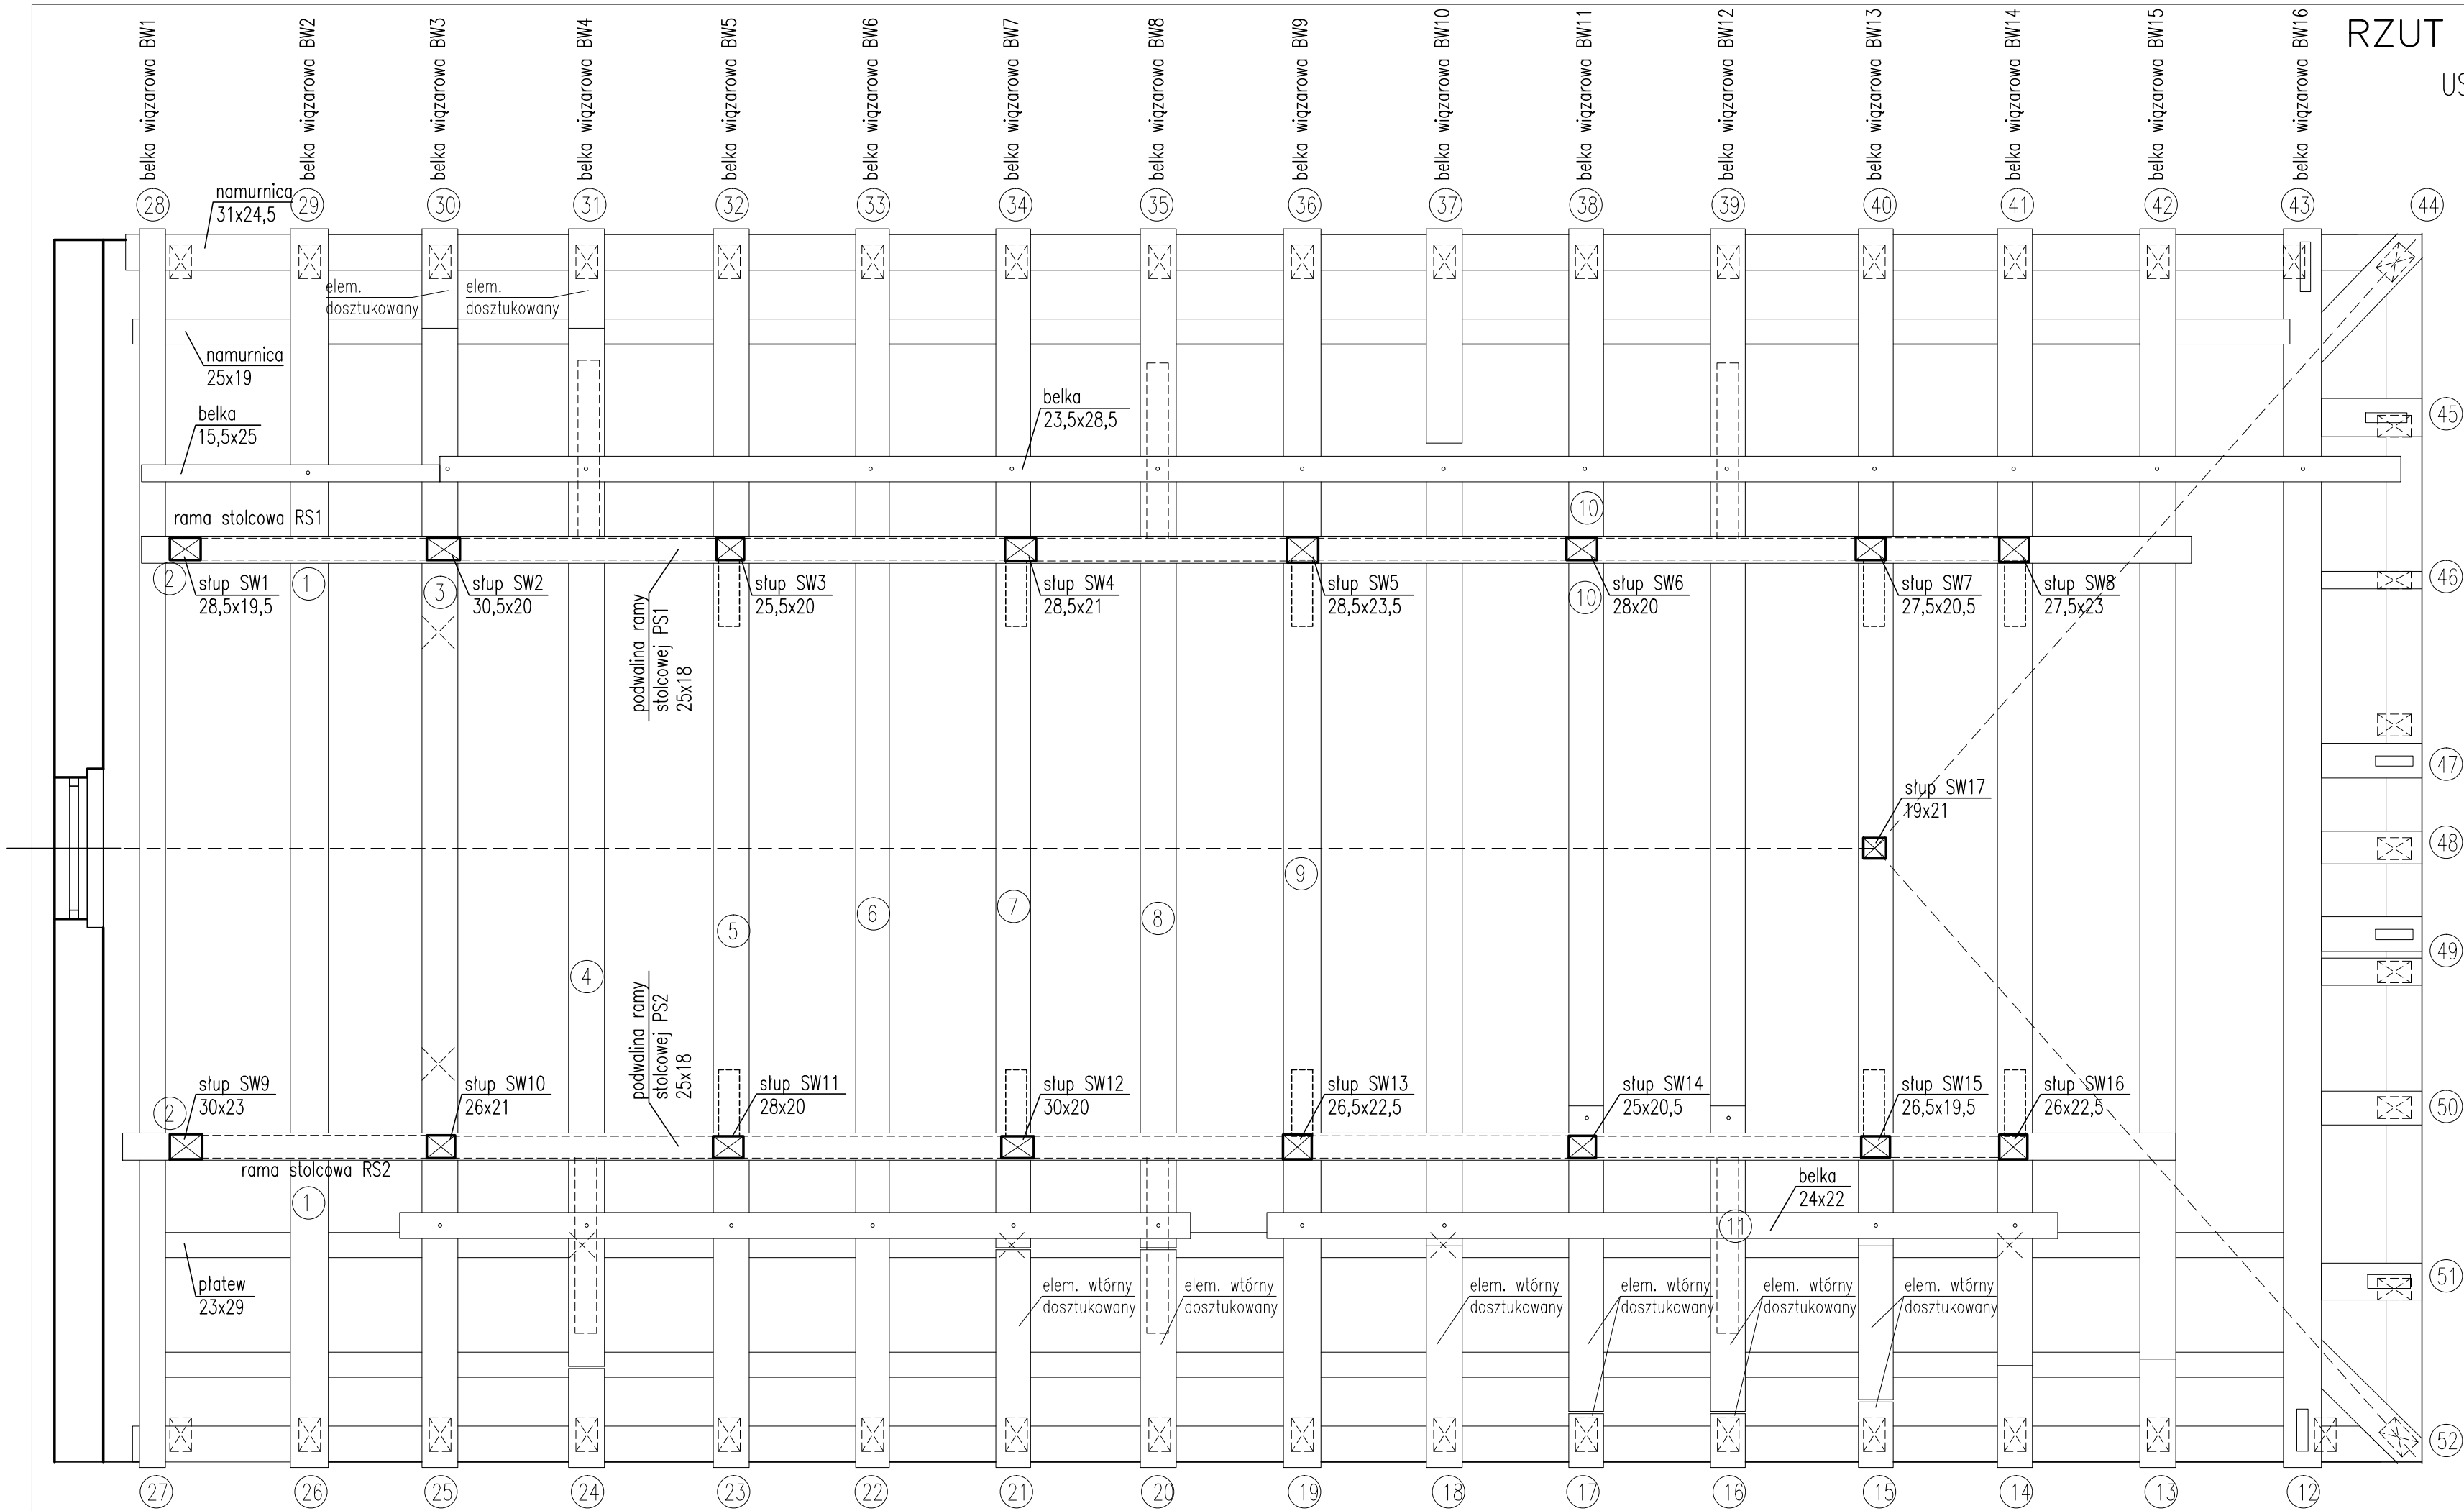 belka wiązarowa BW1
belka wiązarowa BW2
belka wiązarowa BW3
belka wiązarowa BW4
belka wiązarowa BW5
belka wiązarowa BW6
belka wiązarowa BW7
belka wiązarowa BW8
belka wiązarowa BW9
belka wiązarowa BW10
belka wiązarowa BW11
belka wiązarowa BW12
belka wiązarowa BW13
belka wiązarowa BW14
belka wiązarowa BW15
belka wiązarowa BW16
RZUT
US
28
29
30
31
32
33
34
35
36
37
38
39
40
41
42
43
44
namurnica
31x24,5
elem.
dosztukowany
elem.
dosztukowany
namurnica
25x19
belka
15,5x25
belka
23,5x28,5
45
rama stolcowa RS1
10
2
słup SW1
28,5x19,5
1
3
słup SW2
30,5x20
podwalina ramy
stolcowej PS1
25x18
słup SW3
25,5x20
słup SW4
28,5x21
słup SW5
28,5x23,5
10
słup SW6
28x20
słup SW7
27,5x20,5
słup SW8
27,5x23
46
47
słup SW17
19x21
48
4
5
6
7
8
9
49
podwalina ramy
stolcowej PS2
25x18
2
słup SW9
30x23
słup SW10
26x21
słup SW11
28x20
słup SW12
30x20
słup SW13
26,5x22,5
słup SW14
25x20,5
słup SW15
26,5x19,5
słup SW16
26x22,5
50
rama stolcowa RS2
1
belka
24x22
11
płatew
23x29
elem. wtórny
dosztukowany
elem. wtórny
dosztukowany
elem. wtórny
dosztukowany
elem. wtórny
dosztukowany
elem. wtórny
dosztukowany
elem. wtórny
dosztukowany
51
52
27
26
25
24
23
22
21
20
19
18
17
16
15
14
13
12